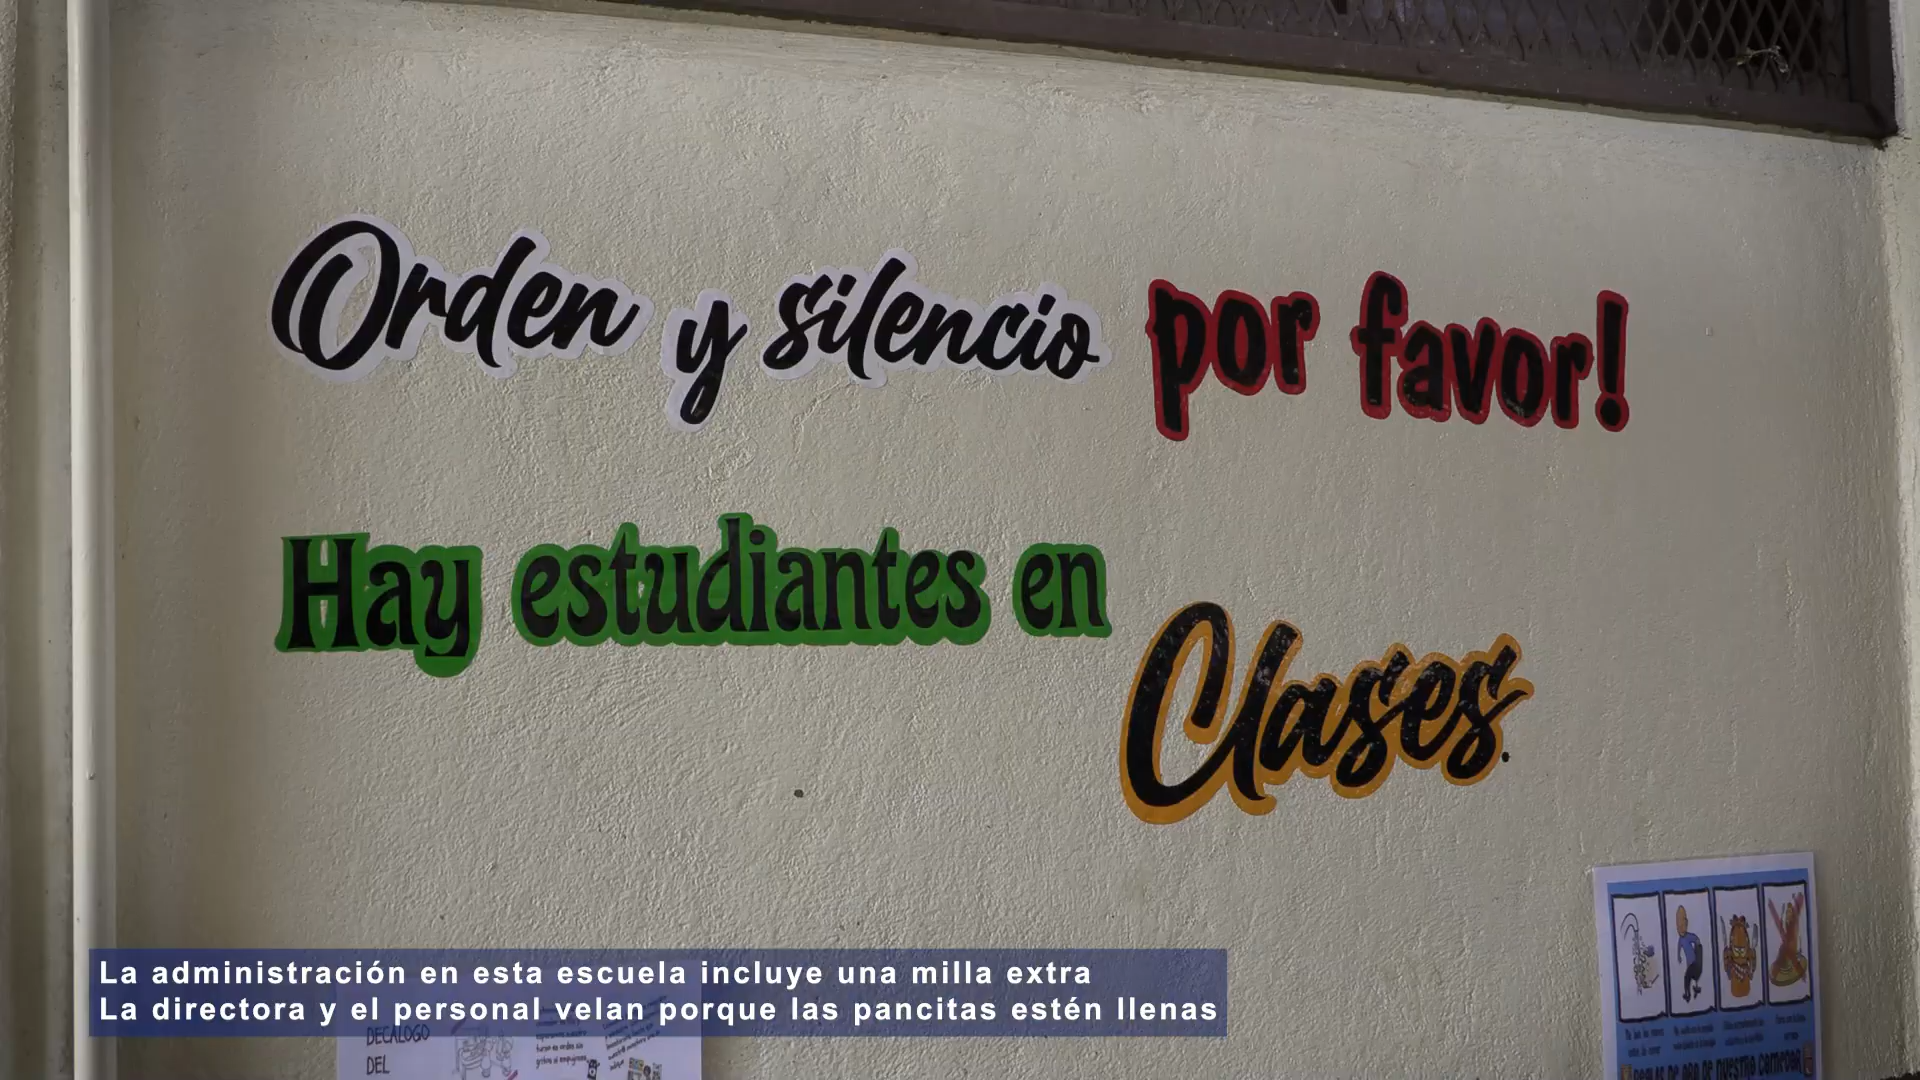 Orden y silencio por favor!
Hay estudiantes en
Clases.
La administración en esta escuela incluye una milla extra
La directora y el personal velan porque las pancitas estén llenas
DECÁLOGO
DEL